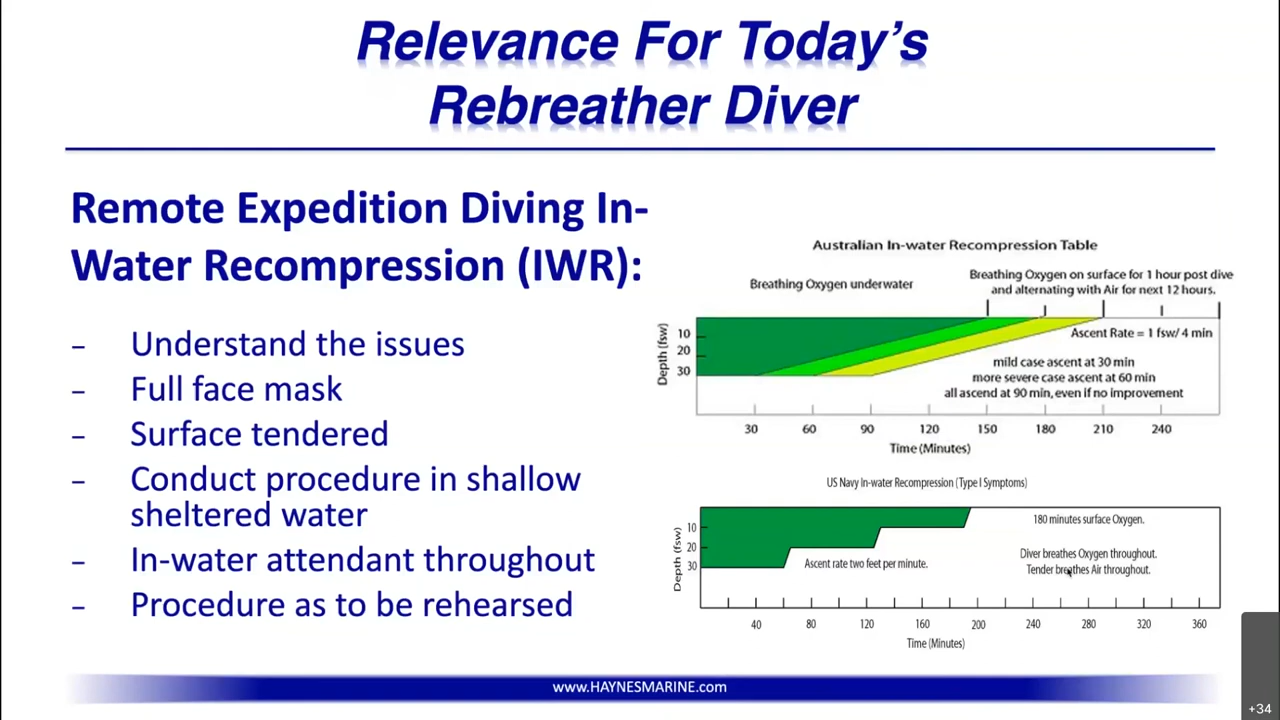 Relevance For Today's
Rebreather Diver
Remote Expedition Diving In-
Water Recompression (IWR):
– Understand the issues
– Full face mask
– Surface tendered
– Conduct procedure in shallow
sheltered water
– In-water attendant throughout
– Procedure as to be rehearsed
Australian In-water Recompression Table
Breathing Oxygen underwater
Breathing Oxygen on surface for 1 hour post dive
and alternating with Air for next 12 hours.
Depth (fsw)
10
20
30
Ascent Rate = 1 fsw/ 4 min
mild case ascent at 30 min
more severe case ascent at 60 min
all ascend at 90 min, even if no improvement
30 60 90 120 150 180 210 240
Time (Minutes)
US Navy In-water Recompression (Type I Symptoms)
Depth (fsw)
10
20
30
180 minutes surface Oxygen.
Diver breathes Oxygen throughout.
Tender breathes Air throughout.
Ascent rate two feet per minute.
40 80 120 160 200 240 280 320 360
Time (Minutes)
www.HAYNESMARINE.com
+34